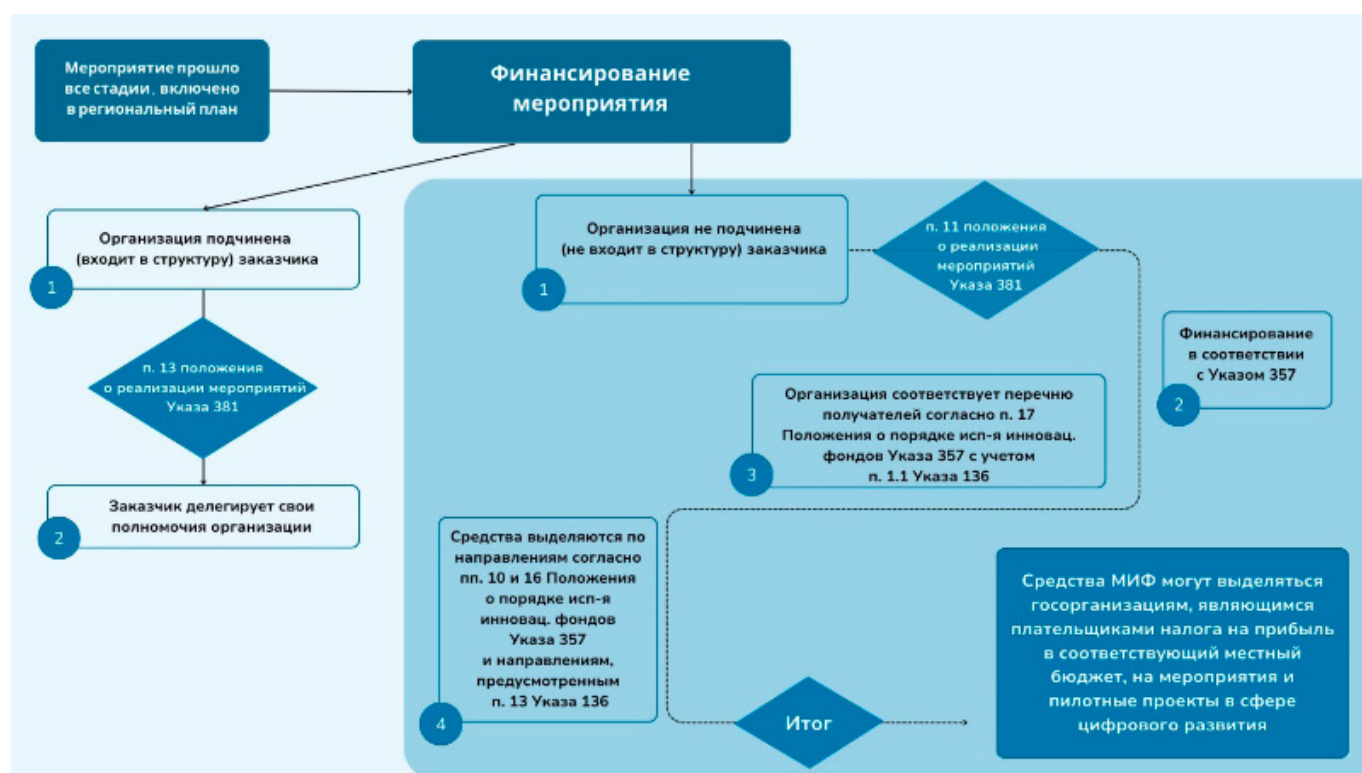 Мероприятие прошло
все стадии, включено
в региональный план
Финансирование
мероприятия
Организация подчинена
(входит в структуру) заказчика
1
п. 13 положения
о реализации мероприятий
Указа 381
Заказчик делегирует свои
полномочия организации
2
Организация не подчинена
(не входит в структуру) заказчика
1
п. 11 положения
о реализации
мероприятий
Указа 381
Финансирование
в соответствии
с Указом 357
2
Организация соответствует перечню
получателей согласно п. 17
Положения о порядке исп-я инновац.
фондов Указа 357 с учетом
п. 1.1 Указа 136
3
Средства выделяются по
направлениям согласно
пп. 10 и 16 Положения
о порядке исп-я
инновац. фондов
Указа 357
и направлениям,
предусмотренным
п. 13 Указа 136
4
Итог
Средства МИФ могут выделяться
госорганизациям, являющимся
плательщиками налога на прибыль
в соответствующий местный
бюджет, на мероприятия и
пилотные проекты в сфере
цифрового развития